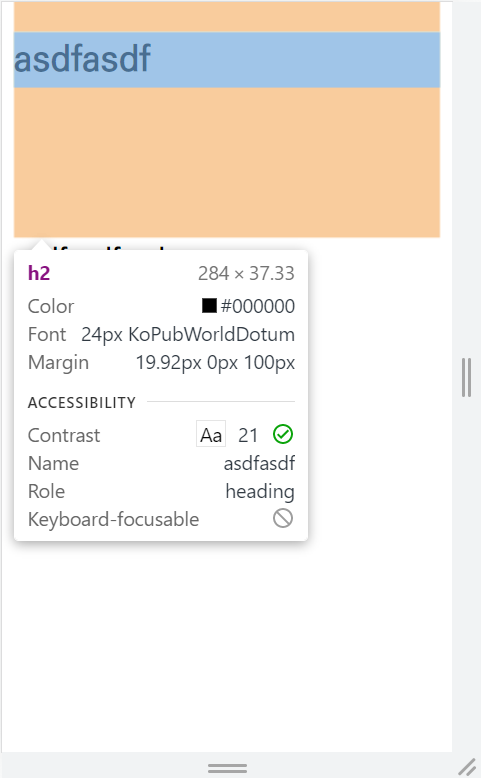 asdfasdf
h2 284 × 37.33
Color #000000
Font 24px KoPubWorldDotum
Margin 19.92px 0px 100px
ACCESSIBILITY
Contrast Aa 21
Name asdfasdf
Role heading
Keyboard-focusable